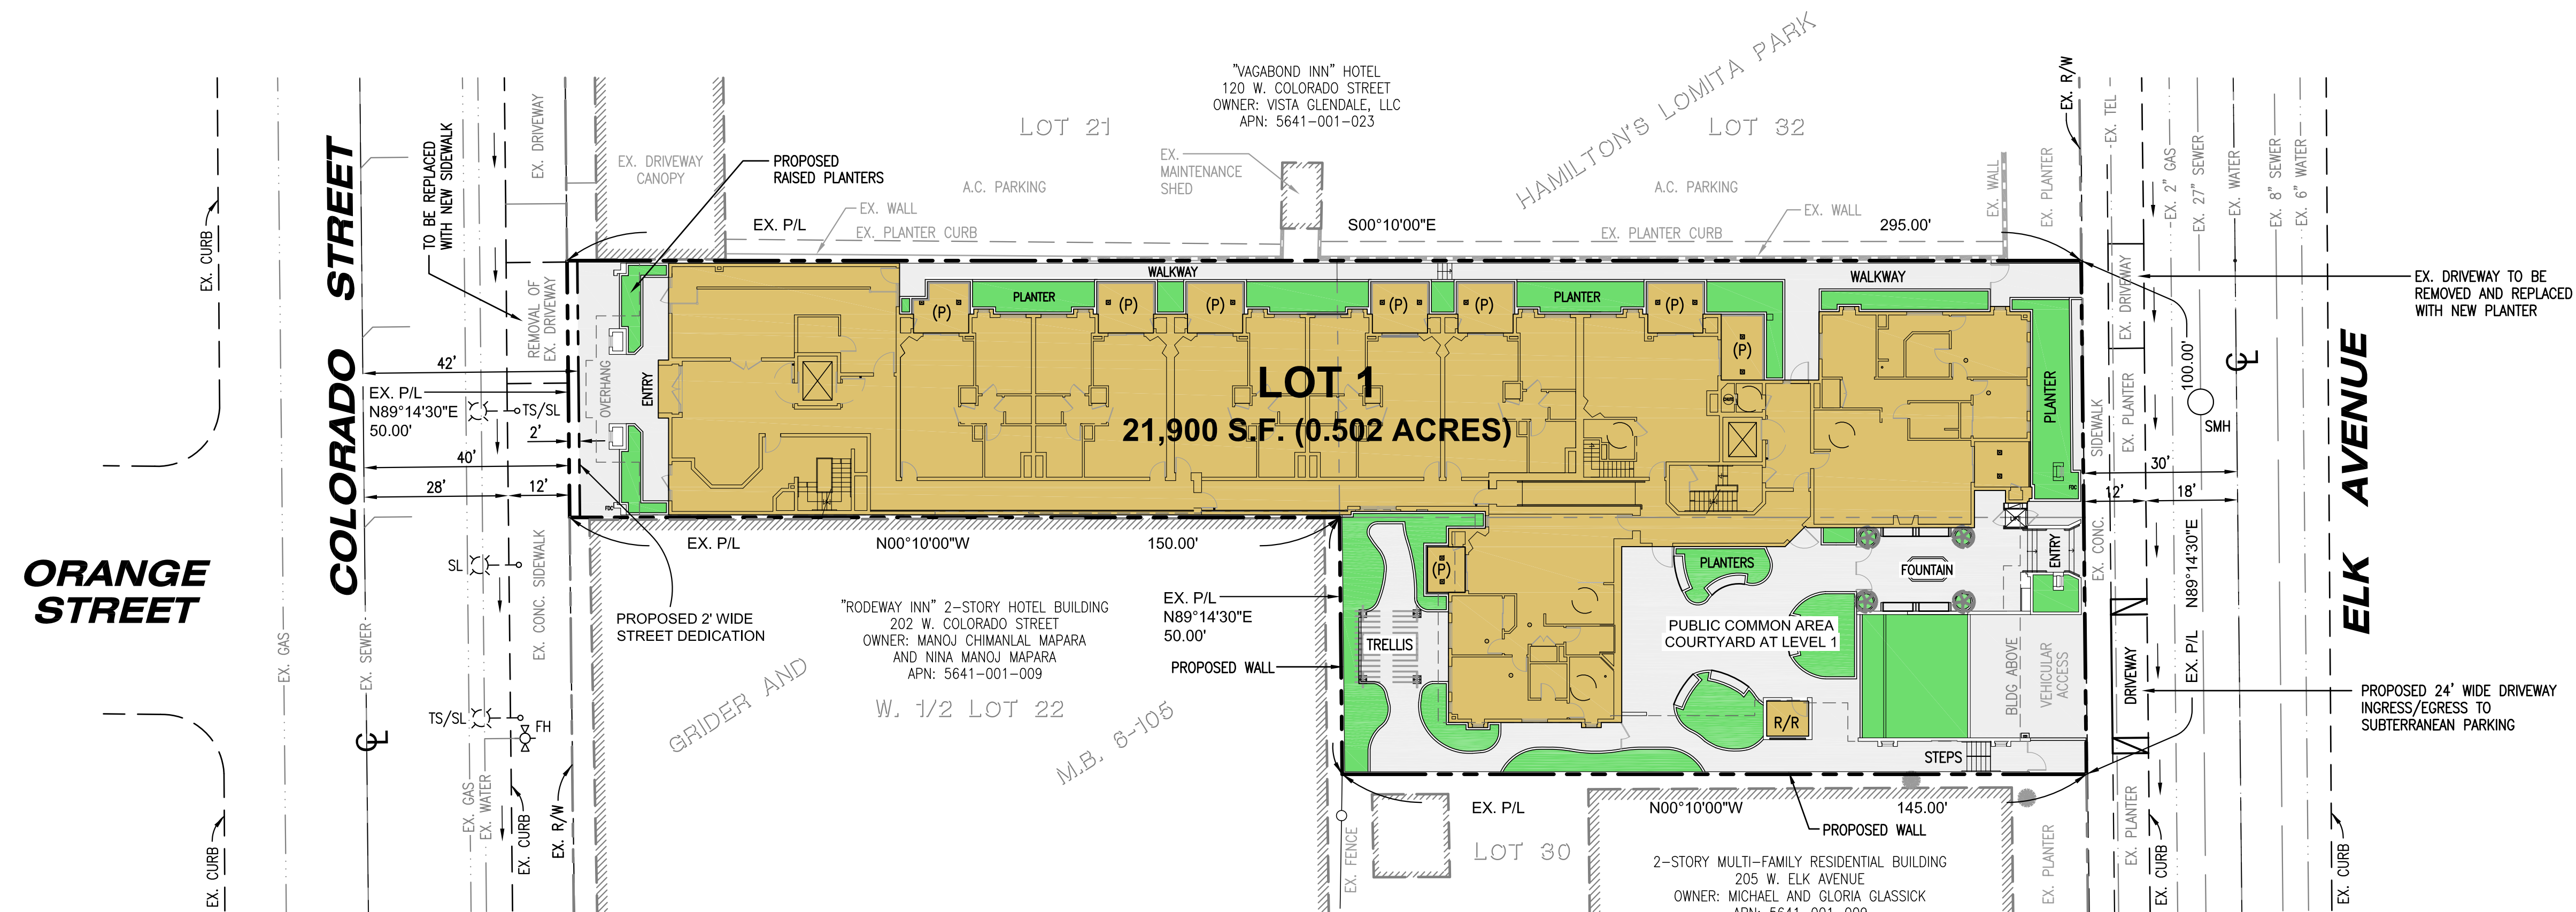 "VAGABOND INN" HOTEL
120 W. COLORADO STREET
OWNER: VISTA GLENDALE, LLC
APN: 5641-001-023
HAMILTON'S LOMITA PARK
LOT 21
LOT 32
EX. R/W
EX. TEL
EX. 2" GAS
EX. 27" SEWER
EX. WATER
EX. 8" SEWER
EX. 6" WATER
EX. CURB
COLORADO STREET
TO BE REPLACED
WITH NEW SIDEWALK
EX. DRIVEWAY
EX. DRIVEWAY
CANOPY
PROPOSED
RAISED PLANTERS
EX.
MAINTENANCE
SHED
A.C. PARKING
A.C. PARKING
EX. WALL
EX. WALL
EX. WALL
EX. PLANTER
EX. P/L
EX. PLANTER CURB
S00°10'00"E
EX. PLANTER CURB
295.00'
WALKWAY
WALKWAY
EX. DRIVEWAY
EX. DRIVEWAY TO BE
REMOVED AND REPLACED
WITH NEW PLANTER
REMOVAL OF
EX. DRIVEWAY
OVERHANG
ENTRY
(P)
PLANTER
(P)
(P)
(P)
(P)
PLANTER
(P)
(P)
PLANTER
LOT 1
21,900 S.F. (0.502 ACRES)
42'
EX. P/L
N89°14'30"E
50.00'
TS/SL
2'
40'
28'
12'
FDC
FDC
EX. PLANTER
SIDEWALK
EX. CONC.
100.00'
N89°14'30"E
EX. P/L
SMH
CL
30'
12'
18'
ELK AVENUE
ORANGE
STREET
EX. GAS
EX. SEWER
SL
EX. CONC. SIDEWALK
EX. P/L
N00°10'00"W
150.00'
PROPOSED 2' WIDE
STREET DEDICATION
"RODEWAY INN" 2-STORY HOTEL BUILDING
202 W. COLORADO STREET
OWNER: MANOJ CHIMANLAL MAPARA
AND NINA MANOJ MAPARA
APN: 5641-001-009
EX. P/L
N89°14'30"E
50.00'
PROPOSED WALL
TRELLIS
(P)
PLANTERS
FOUNTAIN
ENTRY
PUBLIC COMMON AREA
COURTYARD AT LEVEL 1
BLDG ABOVE
VEHICULAR
ACCESS
DRIVEWAY
PROPOSED 24' WIDE DRIVEWAY
INGRESS/EGRESS TO
SUBTERRANEAN PARKING
R/R
STEPS
GRIDER AND
W. 1/2 LOT 22
M.B. 6-105
TS/SL
FH
CL
EX. GAS
EX. WATER
EX. CURB
EX. R/W
EX. CURB
EX. P/L
N00°10'00"W
145.00'
PROPOSED WALL
EX. FENCE
LOT 30
2-STORY MULTI-FAMILY RESIDENTIAL BUILDING
205 W. ELK AVENUE
OWNER: MICHAEL AND GLORIA GLASSICK
EX. PLANTER
EX. PLANTER
EX. CURB
EX. CURB